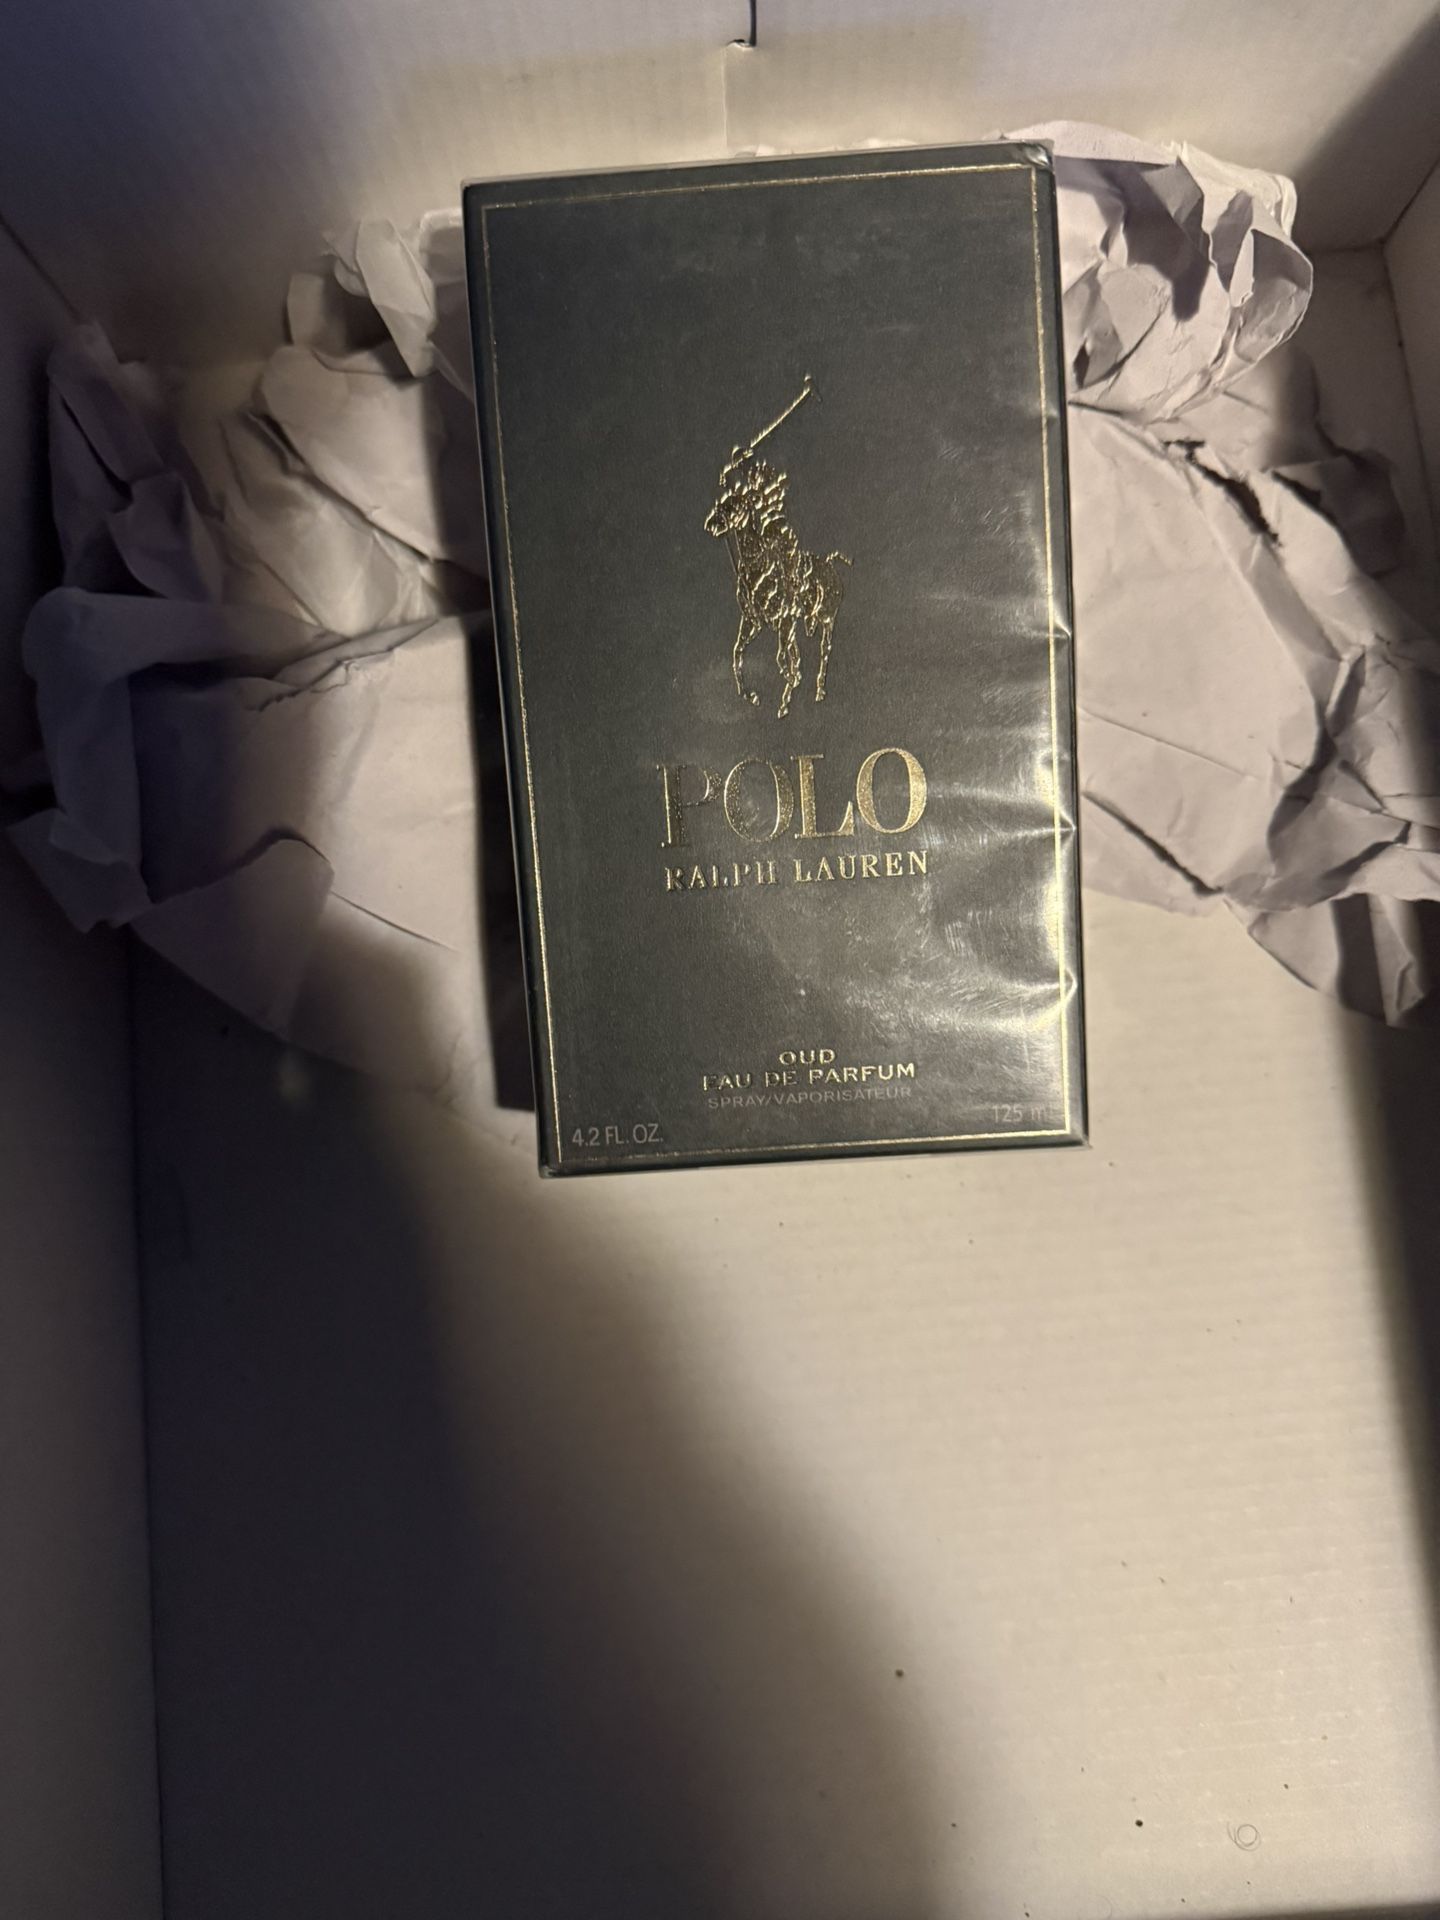 POLO
RALPH LAUREN
OUD
EAU DE PARFUM
SPRAY/VAPORISATEUR
4.2 FL. OZ. 125 ml